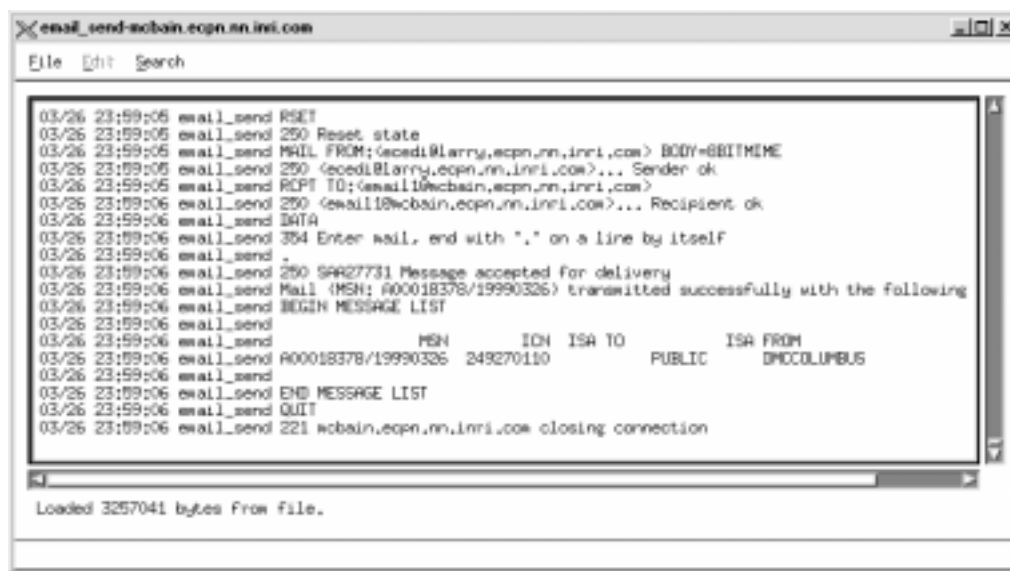 email_send-mcbain.ecpn.nn.inri.com
File Edit Search
03/26 23:59:05 email_send RSET
03/26 23:59:05 email_send 250 Reset state
03/26 23:59:05 email_send MAIL FROM:<ecedi@larry.ecpn.nn.inri.com> BODY=8BITMIME
03/26 23:59:05 email_send 250 <ecedi@larry.ecpn.nn.inri.com>... Sender ok
03/26 23:59:05 email_send RCPT TO:<email1@mcbain.ecpn.nn.inri.com>
03/26 23:59:06 email_send 250 <email1@mcbain.ecpn.nn.inri.com>... Recipient ok
03/26 23:59:06 email_send DATA
03/26 23:59:06 email_send 354 Enter mail, end with "." on a line by itself
03/26 23:59:06 email_send .
03/26 23:59:06 email_send 250 SAA27731 Message accepted for delivery
03/26 23:59:06 email_send Mail (MSN: A00018378/19990326) transmitted successfully with the following
03/26 23:59:06 email_send BEGIN MESSAGE LIST
03/26 23:59:06 email_send
03/26 23:59:06 email_send MSN ICN ISA TO ISA FROM
03/26 23:59:06 email_send A00018378/19990326 249270110 PUBLIC DMCCOLUMBUS
03/26 23:59:06 email_send
03/26 23:59:06 email_send END MESSAGE LIST
03/26 23:59:06 email_send QUIT
03/26 23:59:06 email_send 221 mcbain.ecpn.nn.inri.com closing connection
Loaded 3257041 bytes from file.